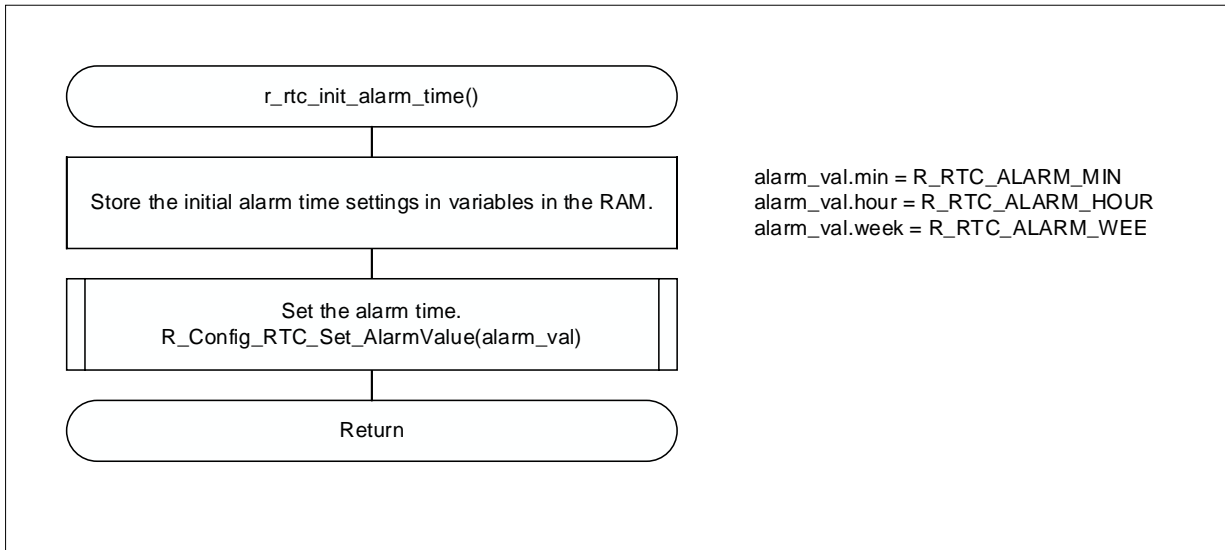 r_rtc_init_alarm_time()
Store the initial alarm time settings in variables in the RAM.
alarm_val.min = R_RTC_ALARM_MIN
alarm_val.hour = R_RTC_ALARM_HOUR
alarm_val.week = R_RTC_ALARM_WEE
Set the alarm time.
R_Config_RTC_Set_AlarmValue(alarm_val)
Return